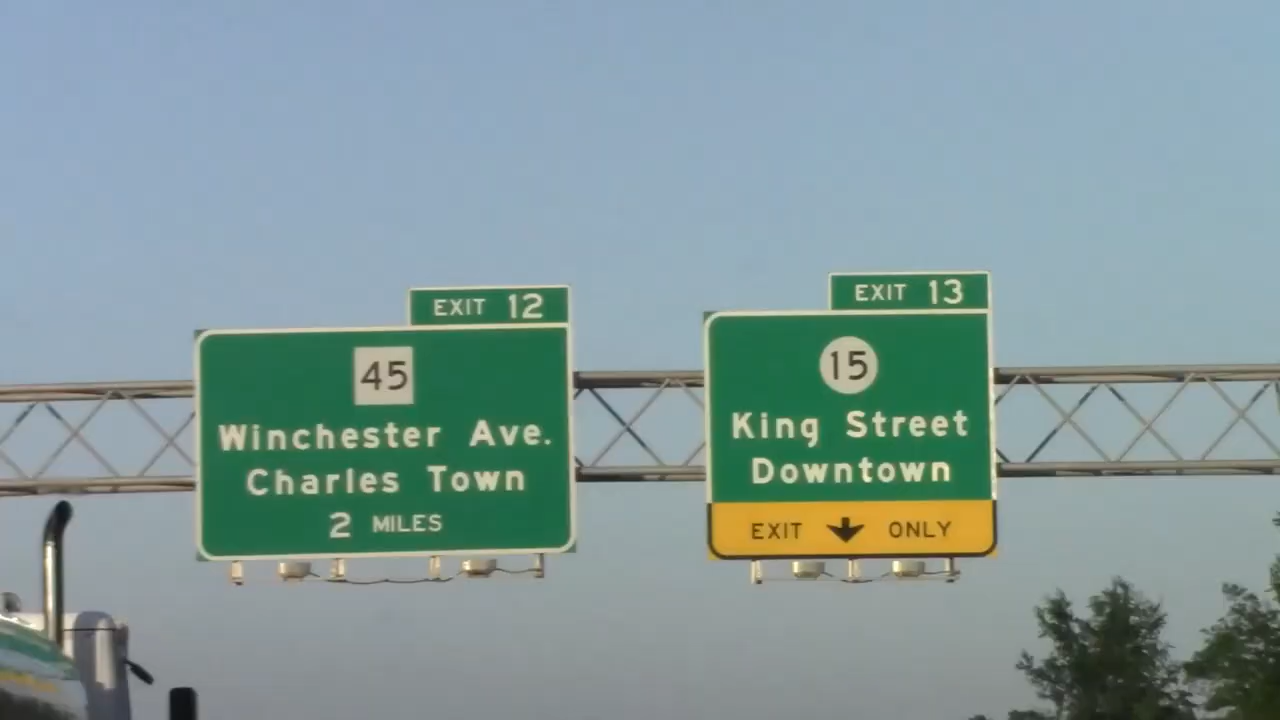 EXIT 12
45
Winchester Ave.
Charles Town
2 MILES
EXIT 13
15
King Street
Downtown
EXIT ONLY